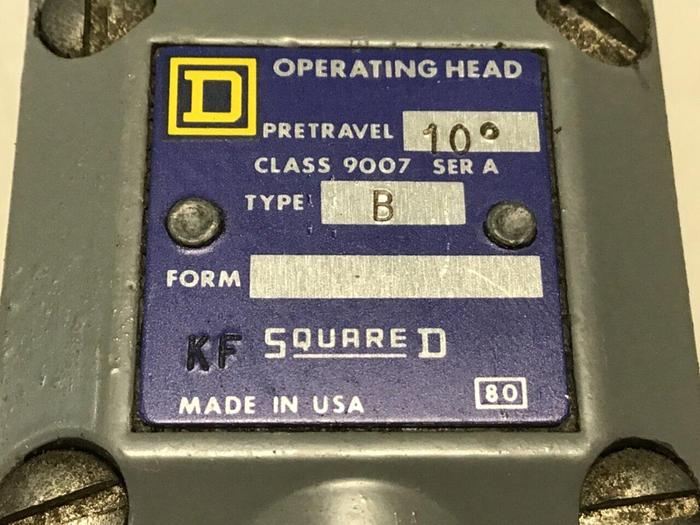 D
OPERATING HEAD
PRETRAVEL 10°
CLASS 9007 SER A
TYPE B
FORM
KF SQUARE D
MADE IN USA 80